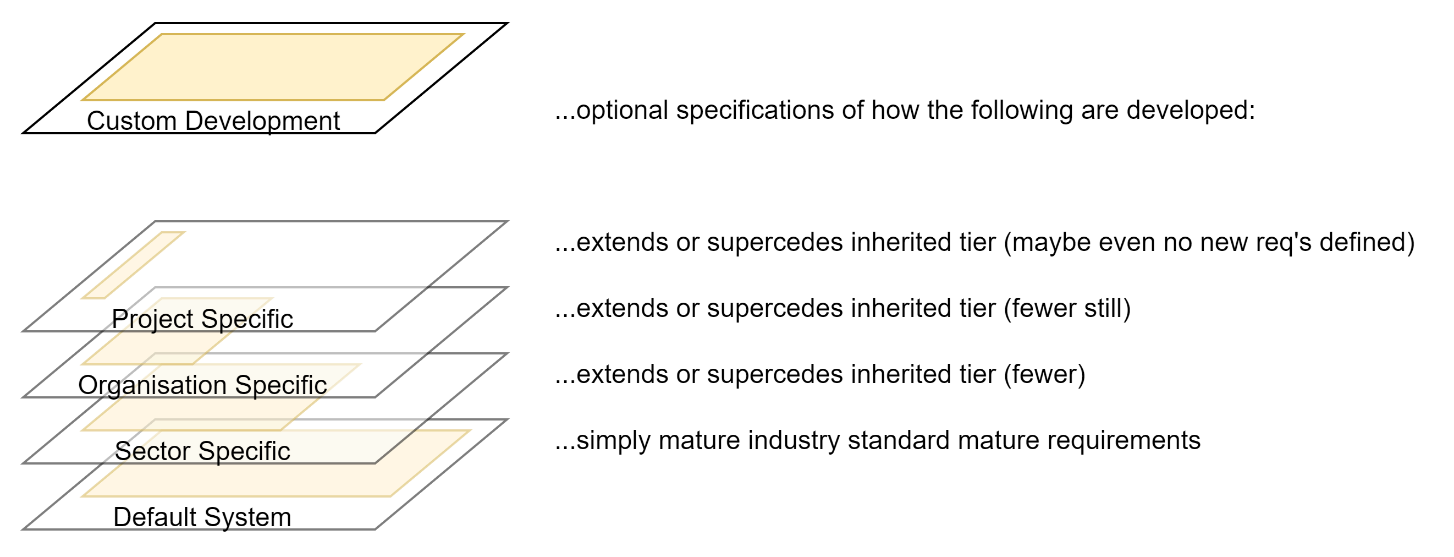 Custom Development
...optional specifications of how the following are developed:
...extends or supercedes inherited tier (maybe even no new req's defined)
Project Specific
...extends or supercedes inherited tier (fewer still)
Organisation Specific
...extends or supercedes inherited tier (fewer)
Sector Specific
...simply mature industry standard mature requirements
Default System